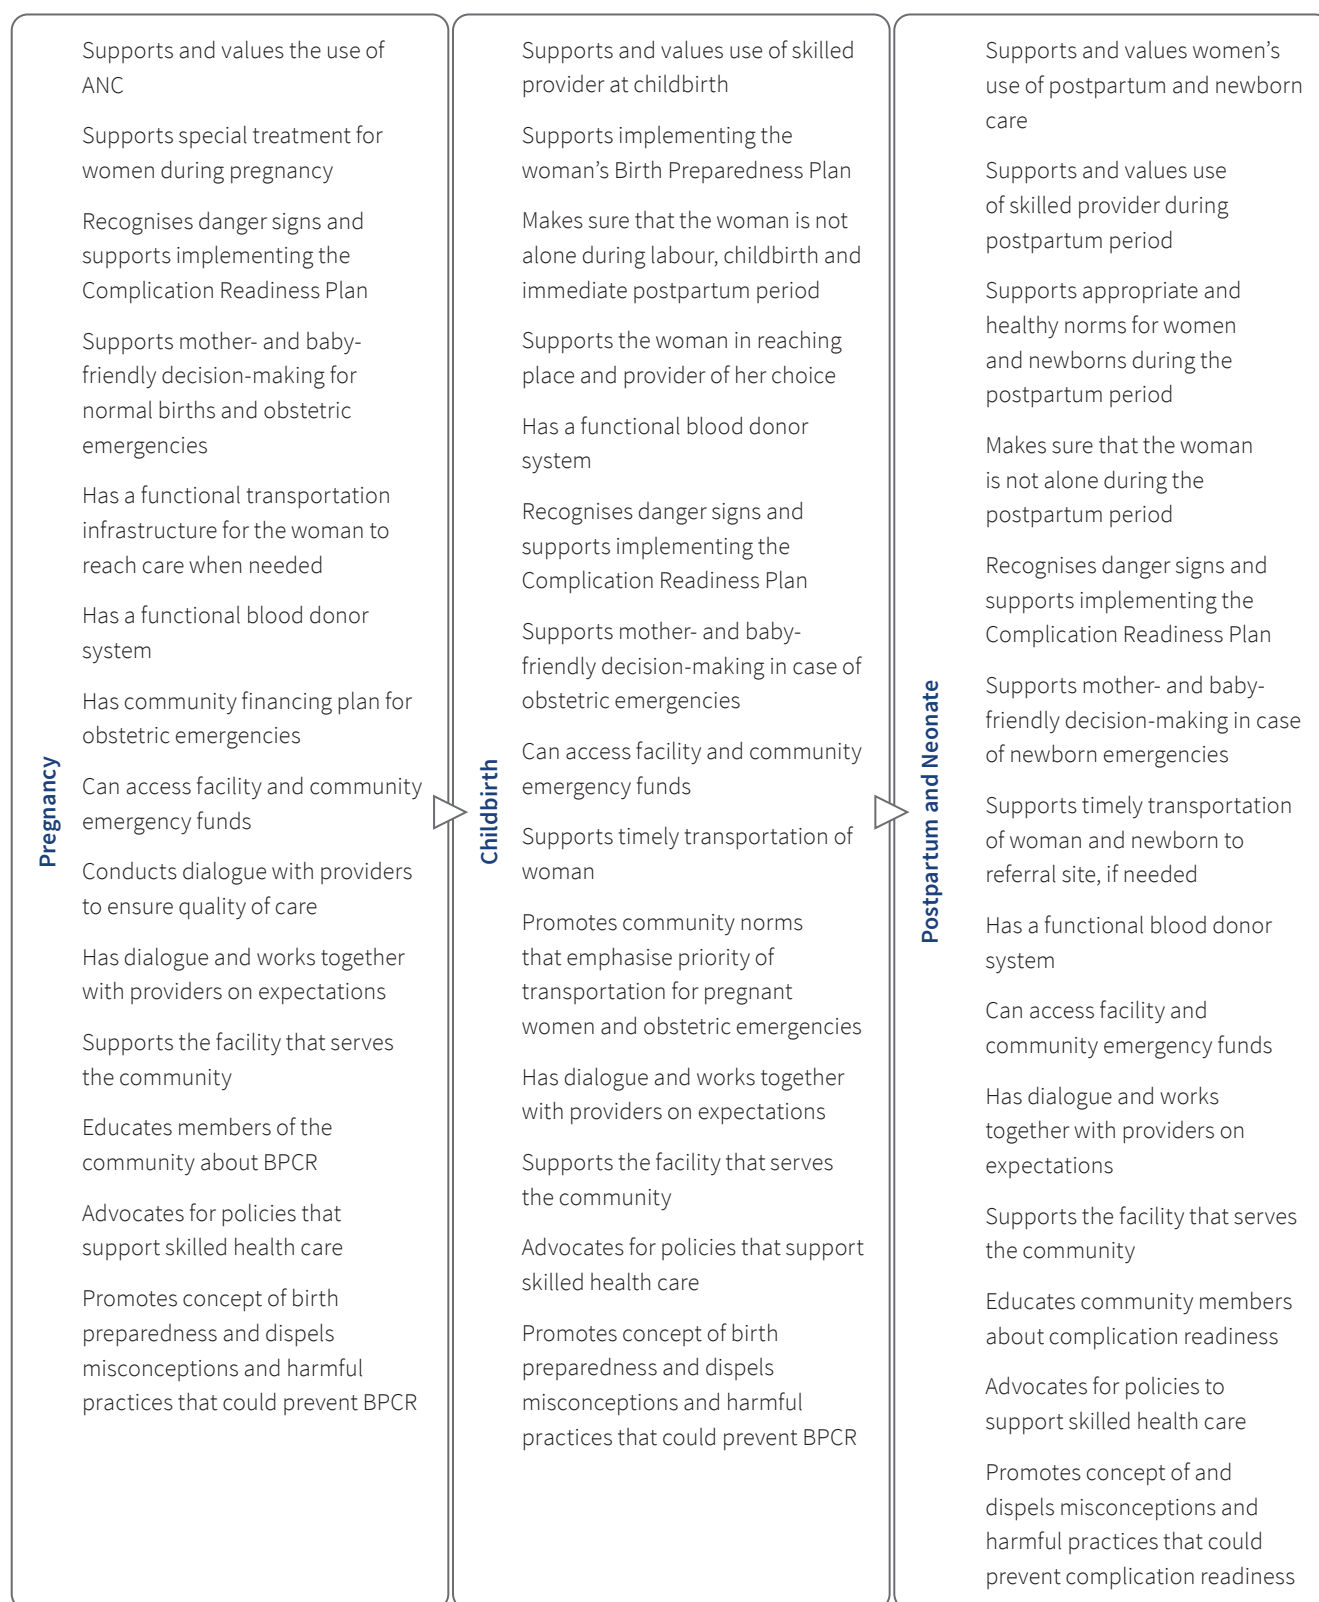 Pregnancy
Supports and values the use of
ANC
Supports special treatment for
women during pregnancy
Recognises danger signs and
supports implementing the
Complication Readiness Plan
Supports mother- and baby-
friendly decision-making for
normal births and obstetric
emergencies
Has a functional transportation
infrastructure for the woman to
reach care when needed
Has a functional blood donor
system
Has community financing plan for
obstetric emergencies
Can access facility and community
emergency funds
Conducts dialogue with providers
to ensure quality of care
Has dialogue and works together
with providers on expectations
Supports the facility that serves
the community
Educates members of the
community about BPCR
Advocates for policies that
support skilled health care
Promotes concept of birth
preparedness and dispels
misconceptions and harmful
practices that could prevent BPCR
Childbirth
Supports and values use of skilled
provider at childbirth
Supports implementing the
woman’s Birth Preparedness Plan
Makes sure that the woman is not
alone during labour, childbirth and
immediate postpartum period
Supports the woman in reaching
place and provider of her choice
Has a functional blood donor
system
Recognises danger signs and
supports implementing the
Complication Readiness Plan
Supports mother- and baby-
friendly decision-making in case of
obstetric emergencies
Can access facility and community
emergency funds
Supports timely transportation of
woman
Promotes community norms
that emphasise priority of
transportation for pregnant
women and obstetric emergencies
Has dialogue and works together
with providers on expectations
Supports the facility that serves
the community
Advocates for policies that support
skilled health care
Promotes concept of birth
preparedness and dispels
misconceptions and harmful
practices that could prevent BPCR
Postpartum and Neonate
Supports and values women’s
use of postpartum and newborn
care
Supports and values use
of skilled provider during
postpartum period
Supports appropriate and
healthy norms for women
and newborns during the
postpartum period
Makes sure that the woman
is not alone during the
postpartum period
Recognises danger signs and
supports implementing the
Complication Readiness Plan
Supports mother- and baby-
friendly decision-making in case
of newborn emergencies
Supports timely transportation
of woman and newborn to
referral site, if needed
Has a functional blood donor
system
Can access facility and
community emergency funds
Has dialogue and works
together with providers on
expectations
Supports the facility that serves
the community
Educates community members
about complication readiness
Advocates for policies to
support skilled health care
Promotes concept of and
dispels misconceptions and
harmful practices that could
prevent complication readiness